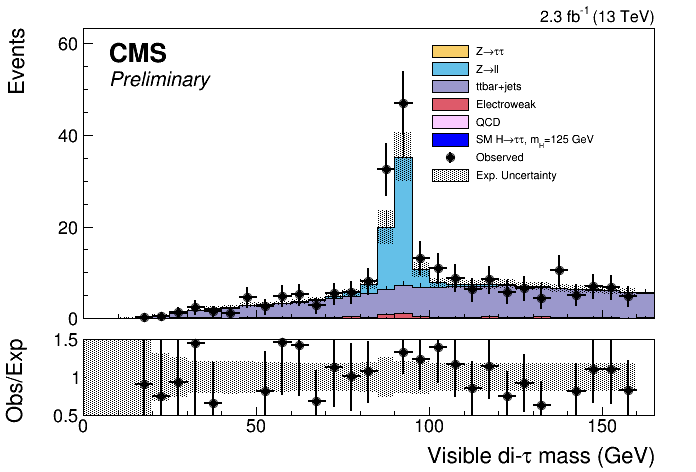 2.3 fb⁻¹ (13 TeV)
Events
60
40
20
0
CMS
Preliminary
Z→ττ
Z→ll
ttbar+jets
Electroweak
QCD
SM H→ττ, m_H=125 GeV
Observed
Exp. Uncertainty
Obs/Exp
1.5
1
0.5
0 50 100 150
Visible di-τ mass (GeV)